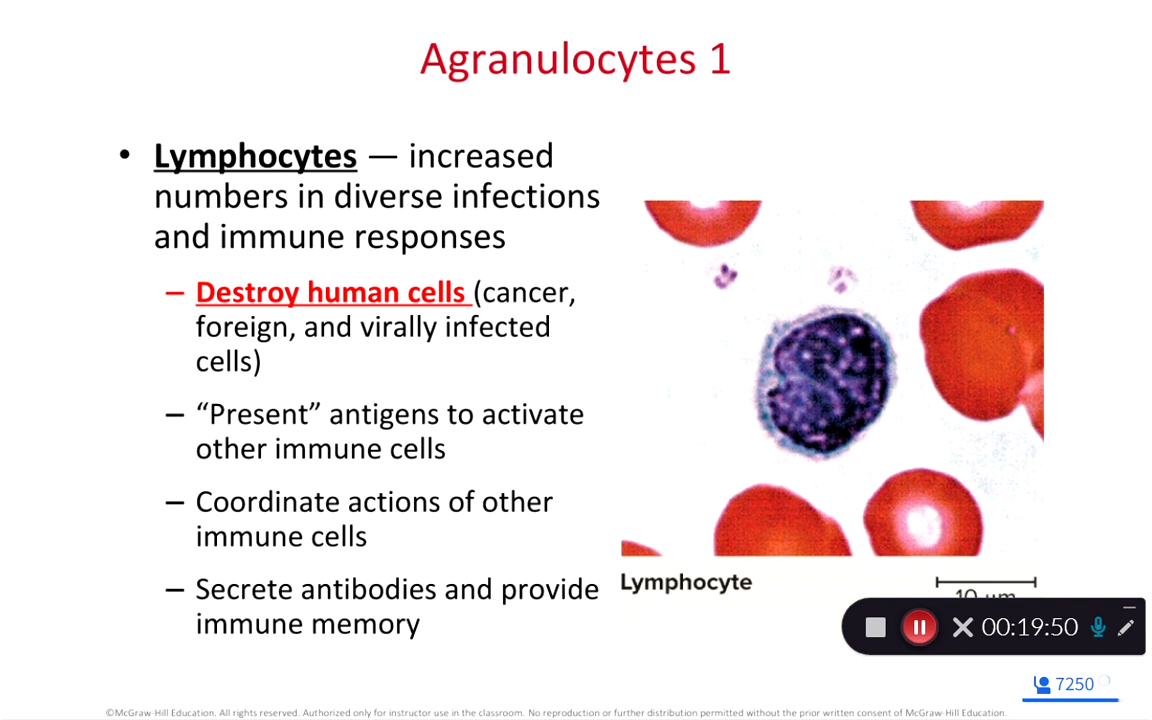 Agranulocytes 1
• Lymphocytes — increased
numbers in diverse infections
and immune responses
– Destroy human cells (cancer,
foreign, and virally infected
cells)
– “Present” antigens to activate
other immune cells
– Coordinate actions of other
immune cells
– Secrete antibodies and provide
immune memory
Lymphocyte
10 µm
00:19:50
7250
©McGraw-Hill Education. All rights reserved. Authorized only for instructor use in the classroom. No reproduction or further distribution permitted without the prior written consent of McGraw-Hill Education.